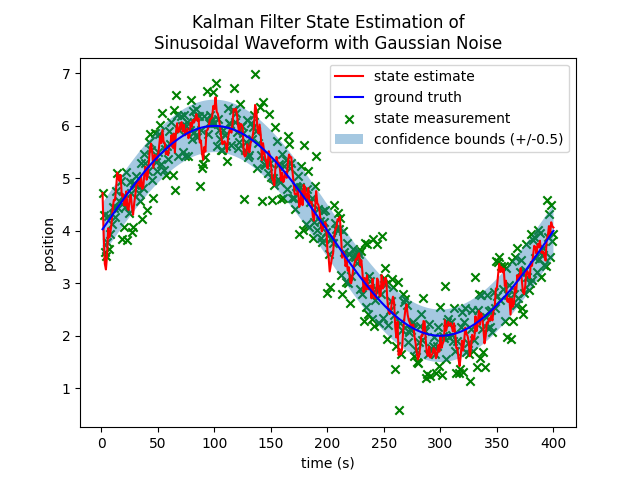 Kalman Filter State Estimation of
Sinusoidal Waveform with Gaussian Noise
state estimate
ground truth
state measurement
confidence bounds (+/-0.5)
7
6
5
4
3
2
1
position
0 50 100 150 200 250 300 350 400
time (s)